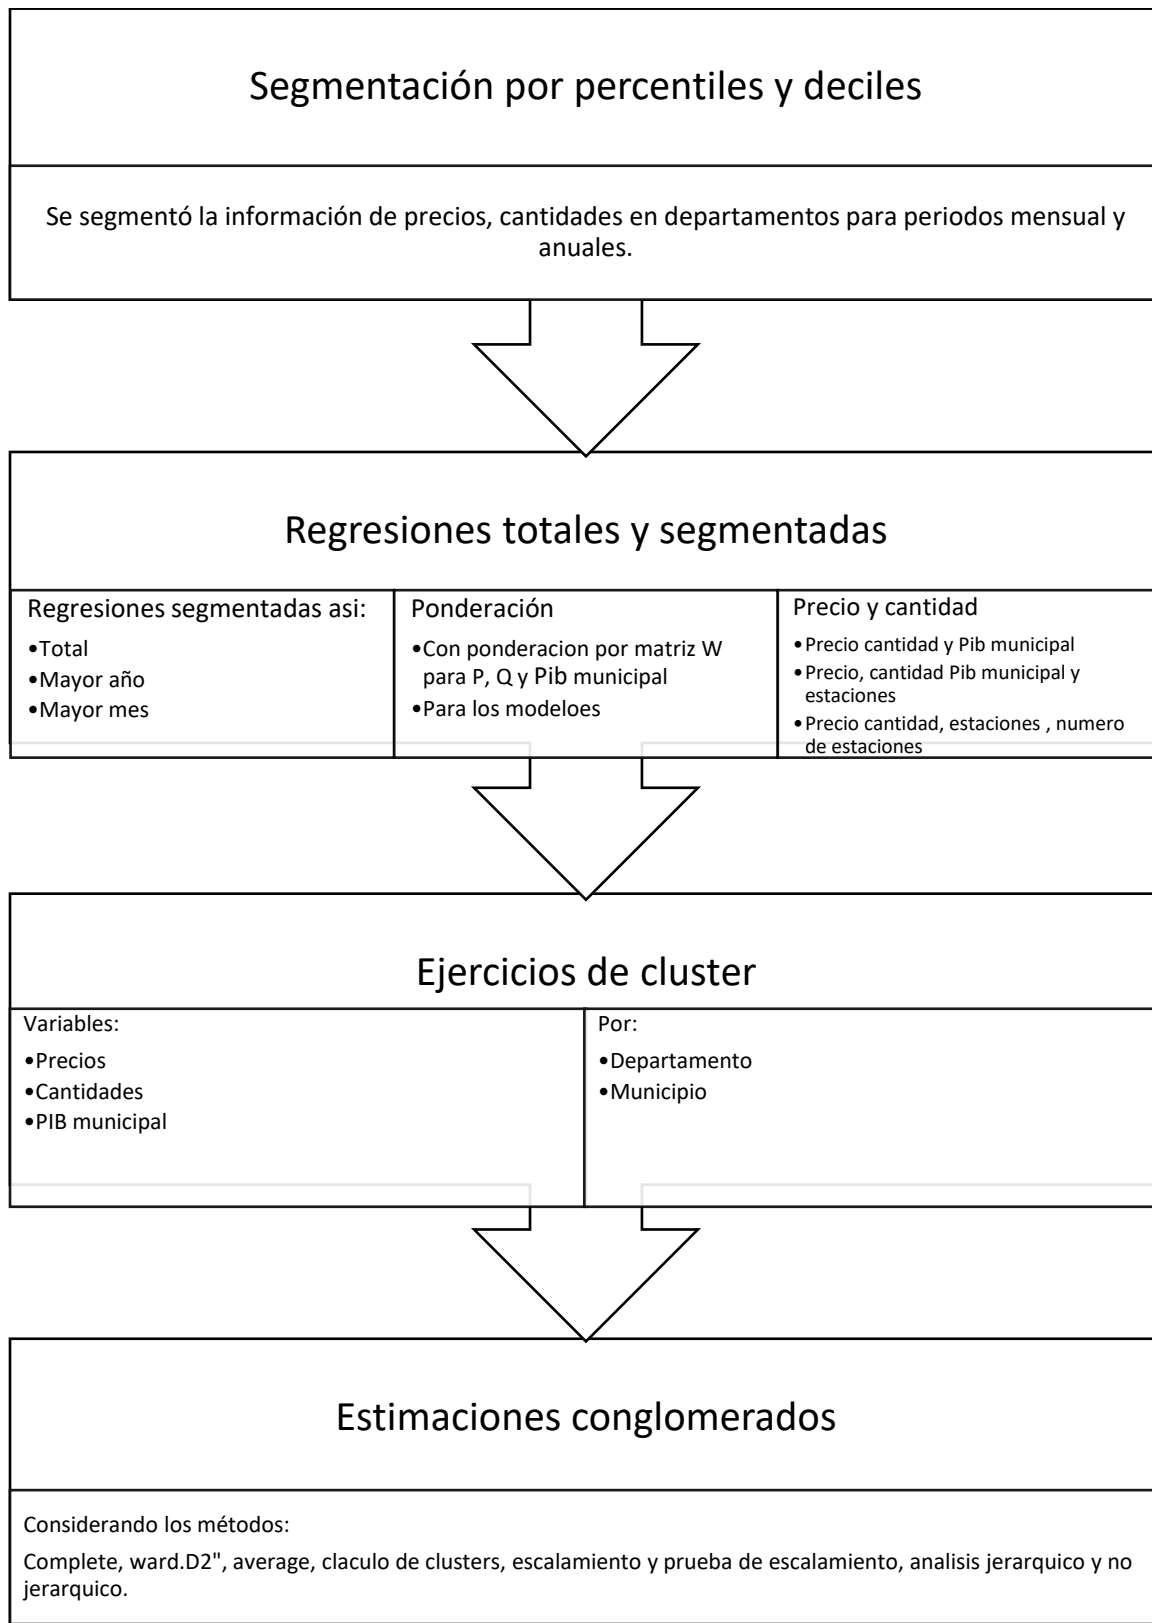 Segmentación por percentiles y deciles
Se segmentó la información de precios, cantidades en departamentos para periodos mensual y
anuales.
Regresiones totales y segmentadas
Regresiones segmentadas asi:
•Total
•Mayor año
•Mayor mes
Ponderación
•Con ponderacion por matriz W
para P, Q y Pib municipal
•Para los modeloes
Precio y cantidad
•Precio cantidad y Pib municipal
•Precio, cantidad Pib municipal y
estaciones
•Precio cantidad, estaciones , numero
de estaciones
Ejercicios de cluster
Variables:
•Precios
•Cantidades
•PIB municipal
Por:
•Departamento
•Municipio
Estimaciones conglomerados
Considerando los métodos:
Complete, ward.D2", average, claculo de clusters, escalamiento y prueba de escalamiento, analisis jerarquico y no
jerarquico.